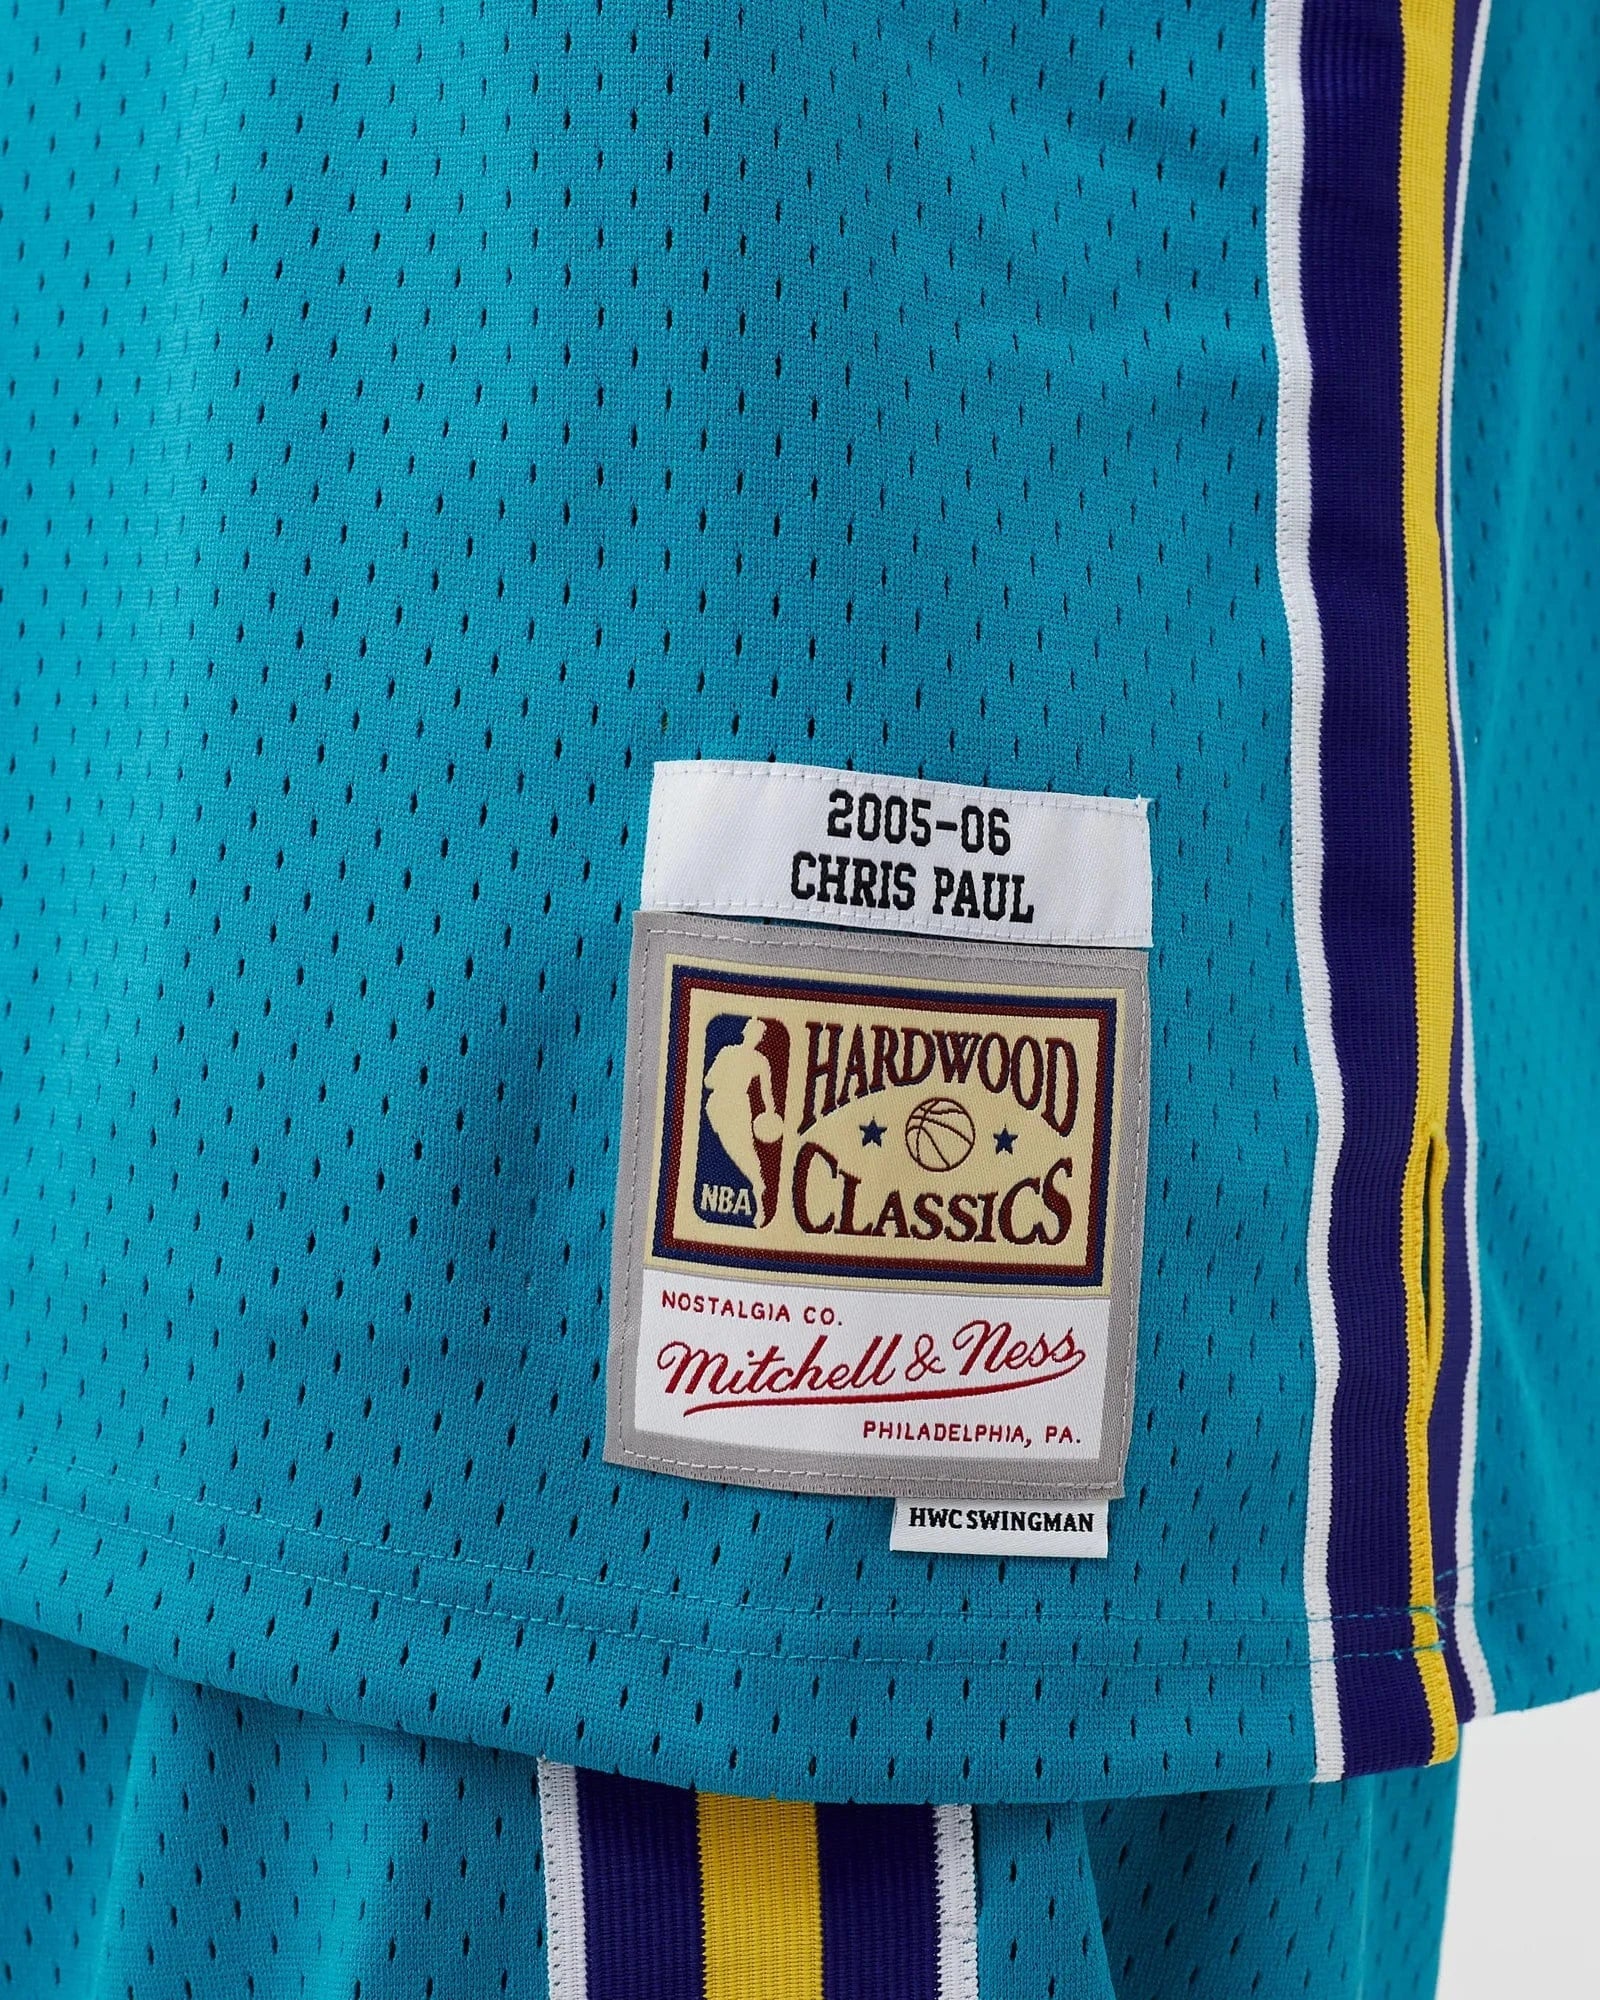 2005-06
CHRIS PAUL
HARDWOOD
CLASSICS
NBA
NOSTALGIA CO.
Mitchell & Ness
PHILADELPHIA, PA.
HWC SWINGMAN